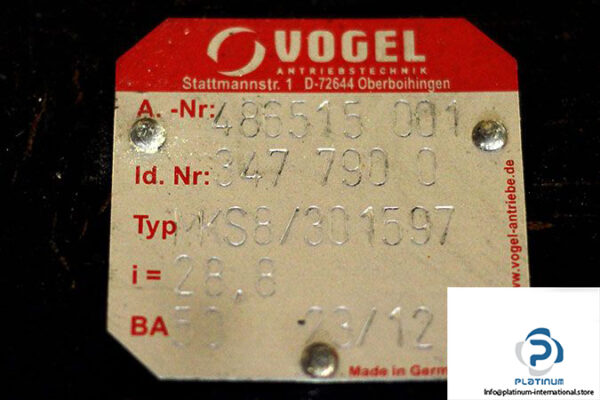 VOGEL
ANTRIEBSTECHNIK
Stattmannstr. 1 D-72644 Oberboihingen
A. -Nr: 486515 001
Id. Nr: 347 790 0
Typ MKS8/301597
i = 28,8
BA 50 23/12
Made in Germ
www.vogel-antriebe.de
PLATINUM
info@platinum-international.store